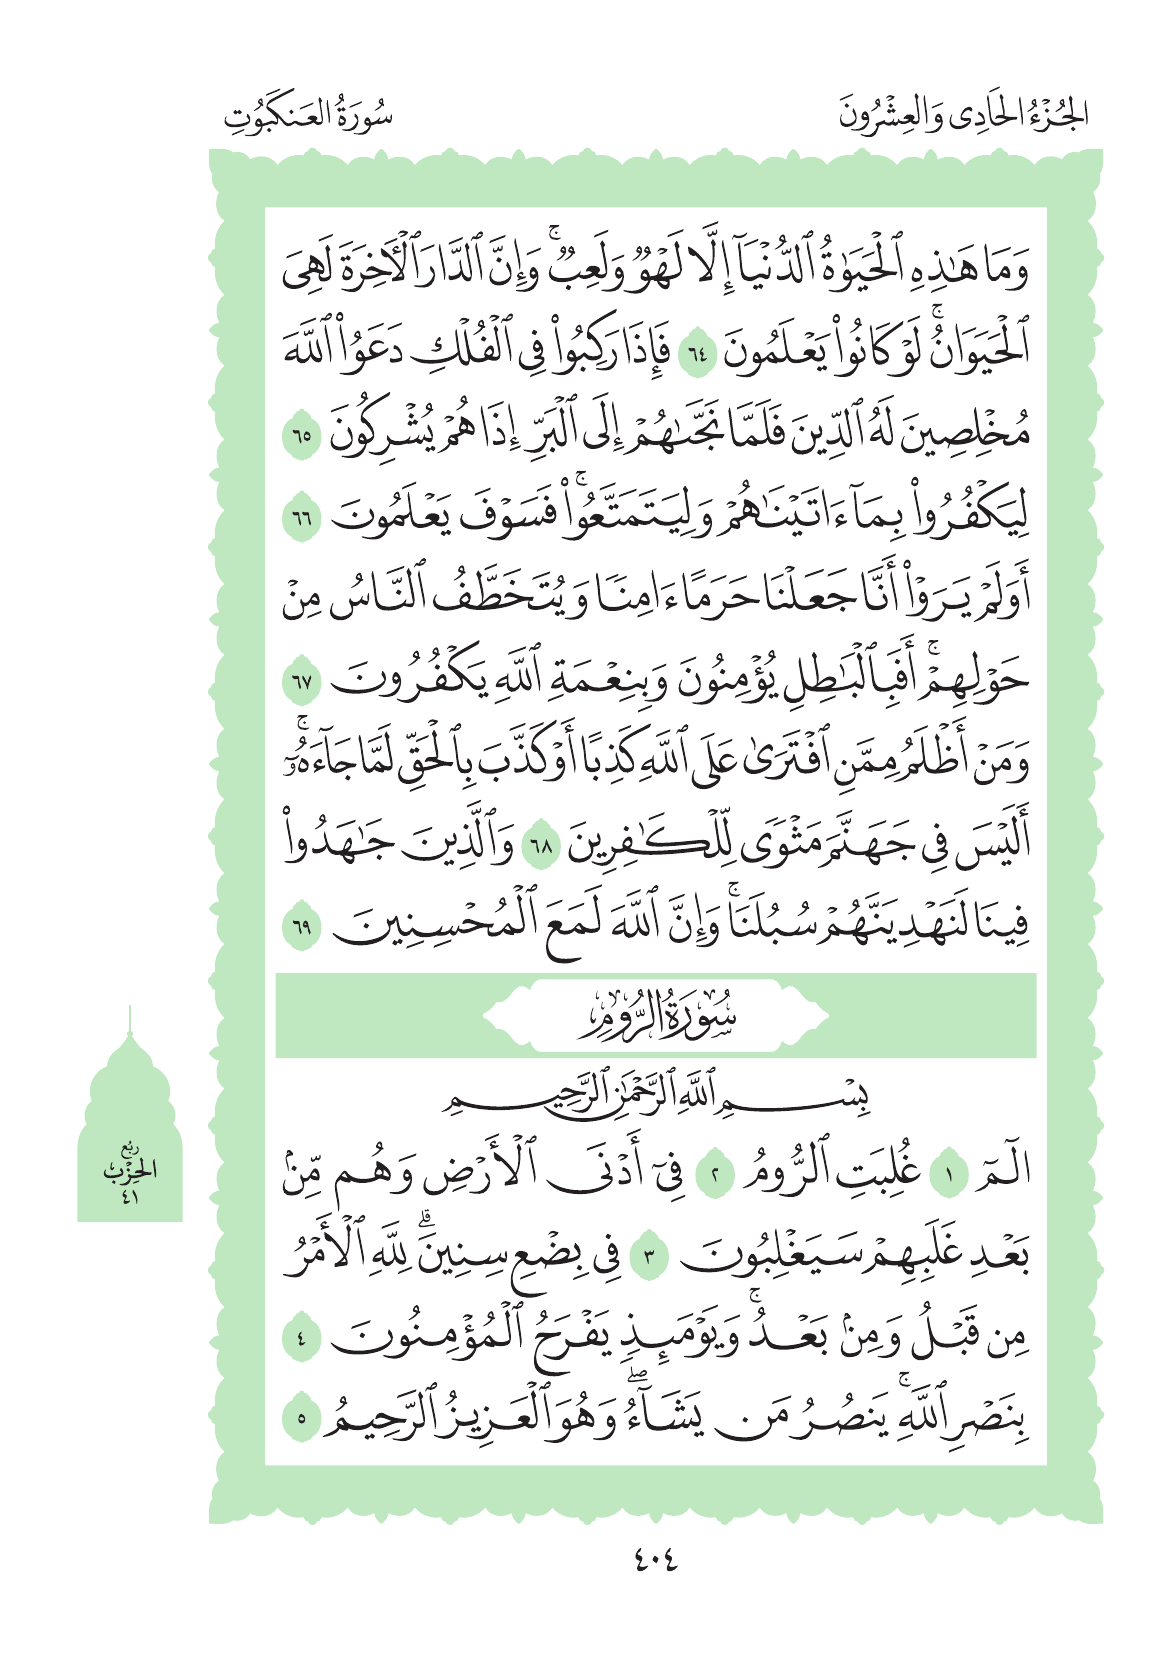 الجُزْءُ الحَادِى وَالعِشْرُونَ
سُورَةُ العَنكَبُوتِ
وَمَا هَٰذِهِ ٱلْحَيَوٰةُ ٱلدُّنْيَآ إِلَّا لَهْوٌ وَلَعِبٌ ۚ وَإِنَّ ٱلدَّارَ ٱلْـَٔاخِرَةَ لَهِىَ
ٱلْحَيَوَانُ ۚ لَوْ كَانُوا۟ يَعْلَمُونَ ٦٤ فَإِذَا رَكِبُوا۟ فِى ٱلْفُلْكِ دَعَوُا۟ ٱللَّهَ
مُخْلِصِينَ لَهُ ٱلدِّينَ فَلَمَّا نَجَّىٰهُمْ إِلَى ٱلْبَرِّ إِذَا هُمْ يُشْرِكُونَ ٦٥
لِيَكْفُرُوا۟ بِمَآ ءَاتَيْنَٰهُمْ وَلِيَتَمَتَّعُوا۟ ۚ فَسَوْفَ يَعْلَمُونَ ٦٦
أَوَلَمْ يَرَوْا۟ أَنَّا جَعَلْنَا حَرَمًا ءَامِنًا وَيُتَخَطَّفُ ٱلنَّاسُ مِنْ
حَوْلِهِمْ ۚ أَفَبِٱلْبَٰطِلِ يُؤْمِنُونَ وَبِنِعْمَةِ ٱللَّهِ يَكْفُرُونَ ٦٧
وَمَنْ أَظْلَمُ مِمَّنِ ٱفْتَرَىٰ عَلَى ٱللَّهِ كَذِبًا أَوْ كَذَّبَ بِٱلْحَقِّ لَمَّا جَآءَهُۥٓ ۚ
أَلَيْسَ فِى جَهَنَّمَ مَثْوًى لِّلْكَٰفِرِينَ ٦٨ وَٱلَّذِينَ جَٰهَدُوا۟
فِينَا لَنَهْدِيَنَّهُمْ سُبُلَنَا ۚ وَإِنَّ ٱللَّهَ لَمَعَ ٱلْمُحْسِنِينَ ٦٩
سُورَةُ الرُّومِ
بِسْمِ ٱللَّهِ ٱلرَّحْمَٰنِ ٱلرَّحِيمِ
الٓمٓ ١ غُلِبَتِ ٱلرُّومُ ٢ فِىٓ أَدْنَى ٱلْأَرْضِ وَهُم مِّنۢ
بَعْدِ غَلَبِهِمْ سَيَغْلِبُونَ ٣ فِى بِضْعِ سِنِينَ ۗ لِلَّهِ ٱلْأَمْرُ
مِن قَبْلُ وَمِنۢ بَعْدُ ۚ وَيَوْمَئِذٍ يَفْرَحُ ٱلْمُؤْمِنُونَ ٤
بِنَصْرِ ٱللَّهِ ۚ يَنصُرُ مَن يَشَآءُ ۖ وَهُوَ ٱلْعَزِيزُ ٱلرَّحِيمُ ٥
رُبْعُ
الحِزْب
٤١
٤٠٤